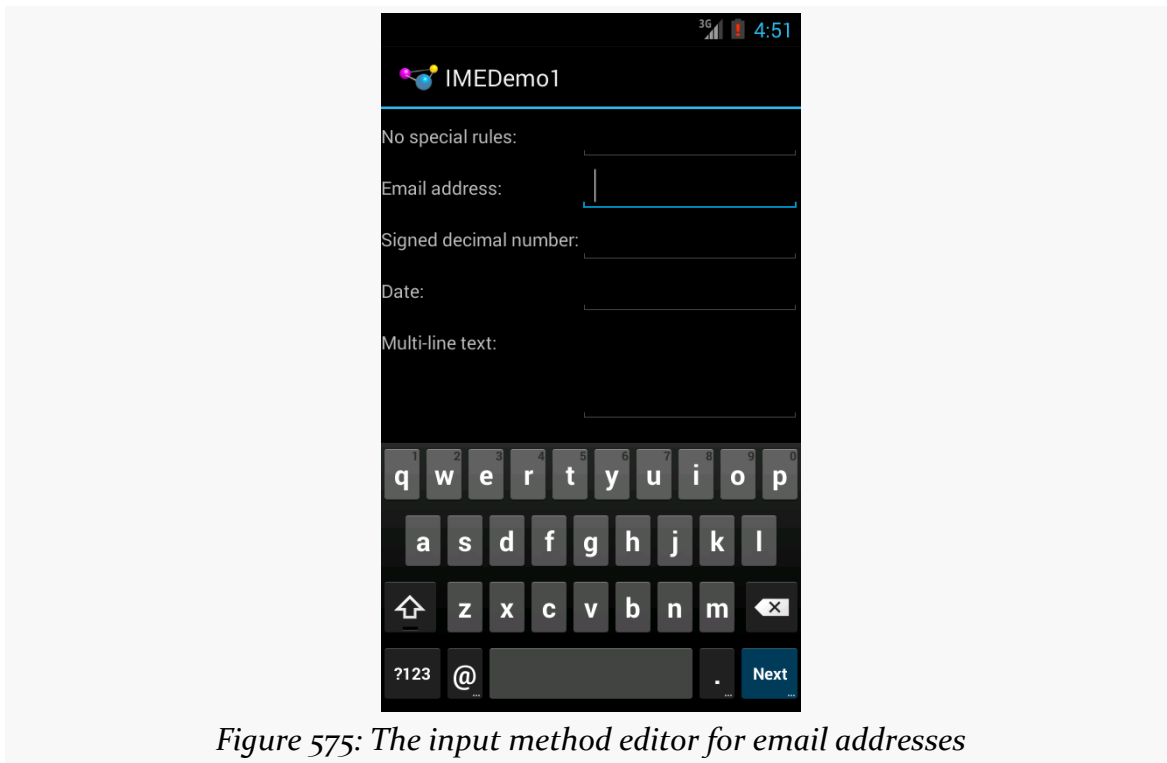 3G 4:51
IMEDemo1
No special rules:
Email address:
Signed decimal number:
Date:
Multi-line text:
1 2 3 4 5 6 7 8 9 0
q w e r t y u i o p
a s d f g h j k l
z x c v b n m
?123 @ . Next
Figure 575: The input method editor for email addresses